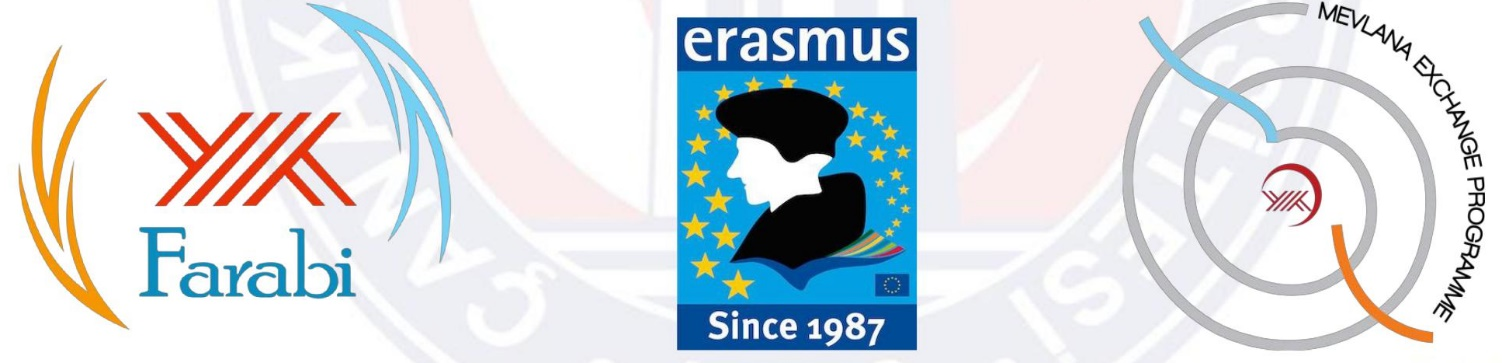 Farabi
erasmus
Since 1987
MEVLANA EXCHANGE PROGRAMME